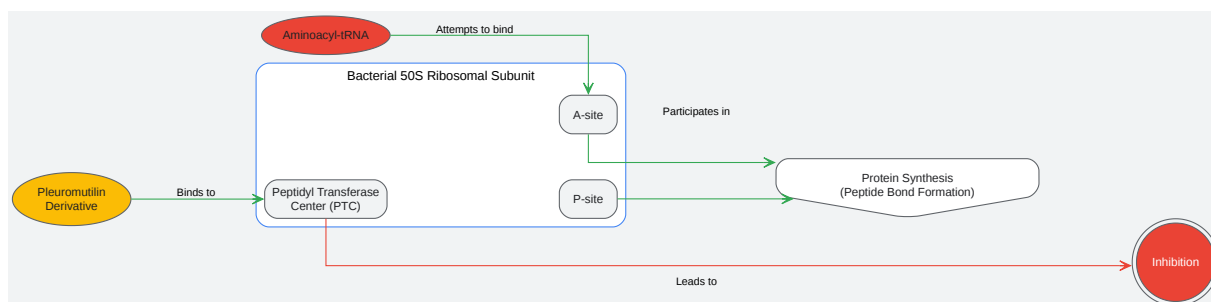 Aminoacyl-tRNA
Attempts to bind
Bacterial 50S Ribosomal Subunit
A-site
Participates in
Pleuromutilin
Derivative
Binds to
Peptidyl Transferase
Center (PTC)
P-site
Protein Synthesis
(Peptide Bond Formation)
Inhibition
Leads to